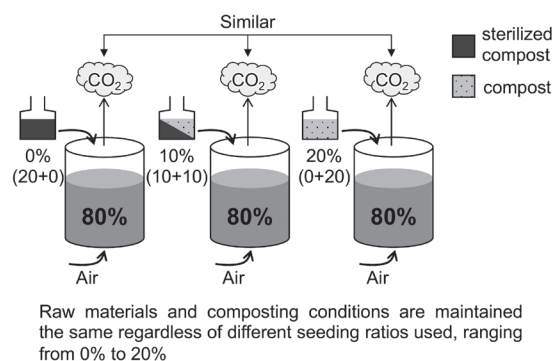 Similar
sterilized
compost
compost
CO₂ CO₂ CO₂
0% 10% 20%
(20+0) (10+10) (0+20)
80% 80% 80%
Air Air Air
Raw materials and composting conditions are maintained
the same regardless of different seeding ratios used, ranging
from 0% to 20%